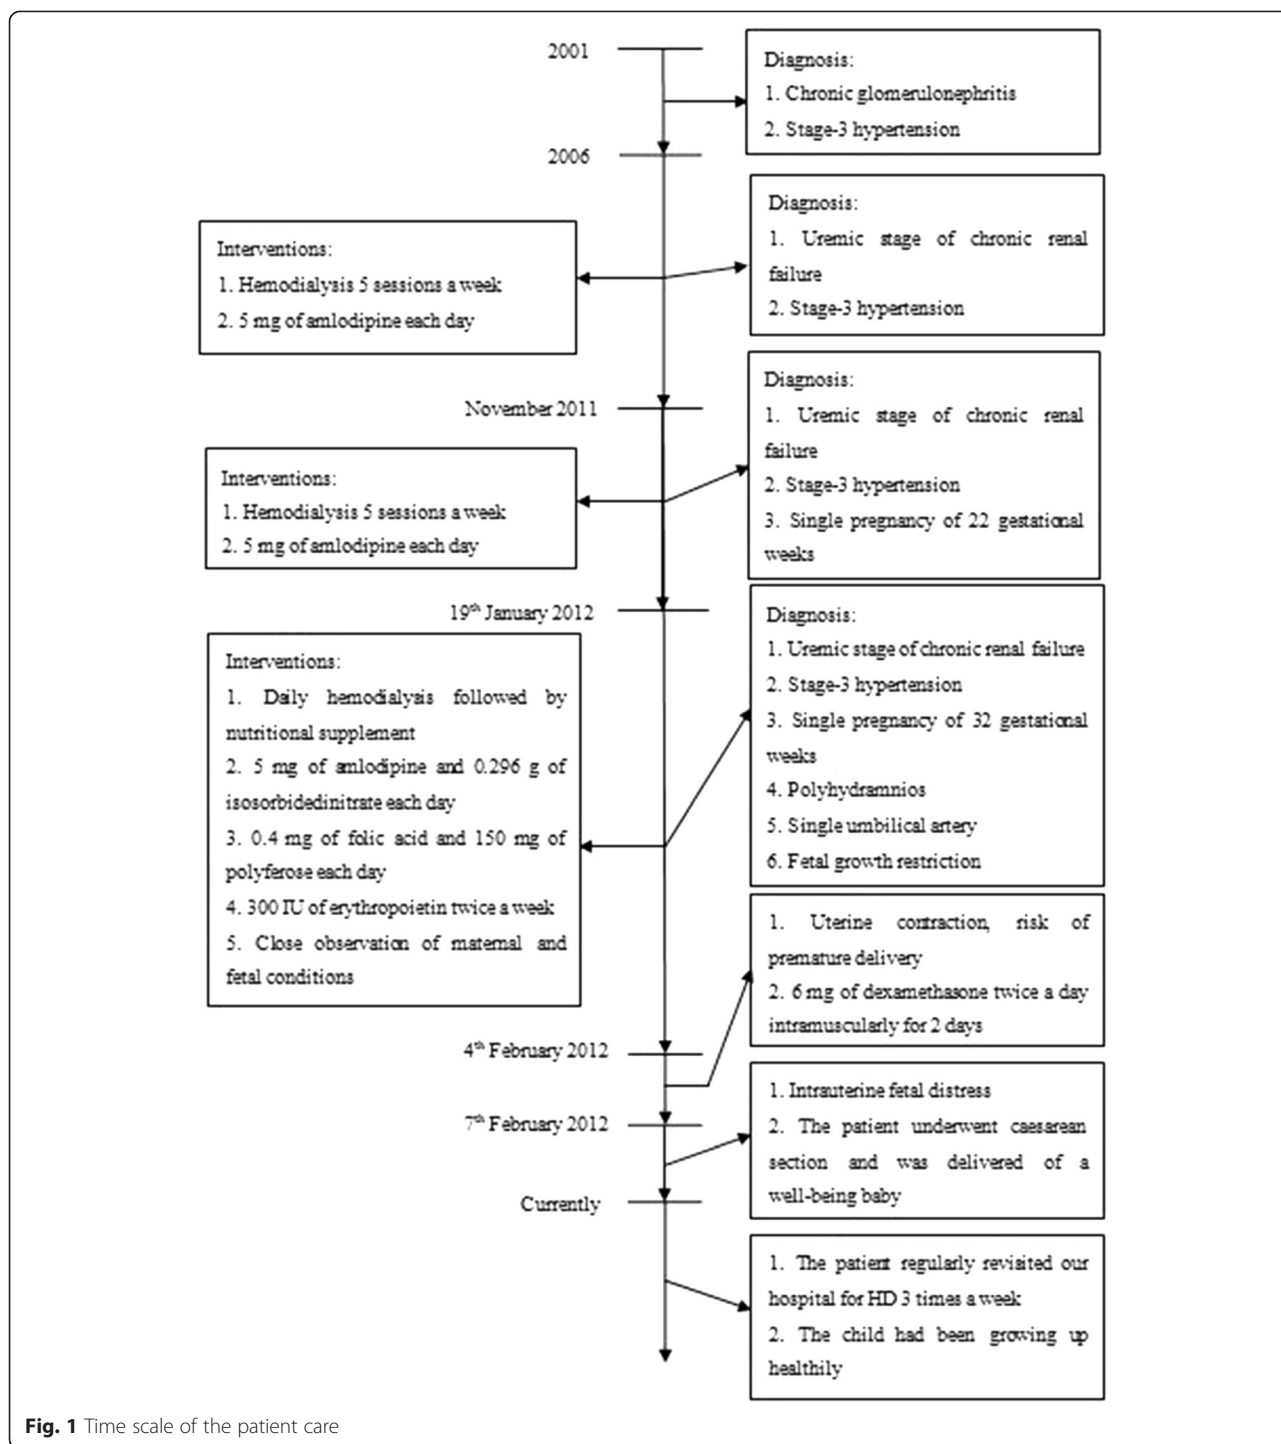 2001
Diagnosis:
1. Chronic glomerulonephritis
2. Stage-3 hypertension
2006
Diagnosis:
1. Uremic stage of chronic renal
failure
2. Stage-3 hypertension
Interventions:
1. Hemodialysis 5 sessions a week
2. 5 mg of amlodipine each day
November 2011
Diagnosis:
1. Uremic stage of chronic renal
failure
2. Stage-3 hypertension
3. Single pregnancy of 22 gestational
weeks
Interventions:
1. Hemodialysis 5 sessions a week
2. 5 mg of amlodipine each day
19th January 2012
Diagnosis:
1. Uremic stage of chronic renal failure
2. Stage-3 hypertension
3. Single pregnancy of 32 gestational
weeks
4. Polyhydramnios
5. Single umbilical artery
6. Fetal growth restriction
Interventions:
1. Daily hemodialysis followed by
nutritional supplement
2. 5 mg of amlodipine and 0.296 g of
isosorbidedinitrate each day
3. 0.4 mg of folic acid and 150 mg of
polyferose each day
4. 300 IU of erythropoietin twice a week
5. Close observation of maternal and
fetal conditions
4th February 2012
1. Uterine contraction, risk of
premature delivery
2. 6 mg of dexamethasone twice a day
intramuscularly for 2 days
7th February 2012
1. Intrauterine fetal distress
2. The patient underwent caesarean
section and was delivered of a
well-being baby
Currently
1. The patient regularly revisited our
hospital for HD 3 times a week
2. The child had been growing up
healthily
Fig. 1 Time scale of the patient care